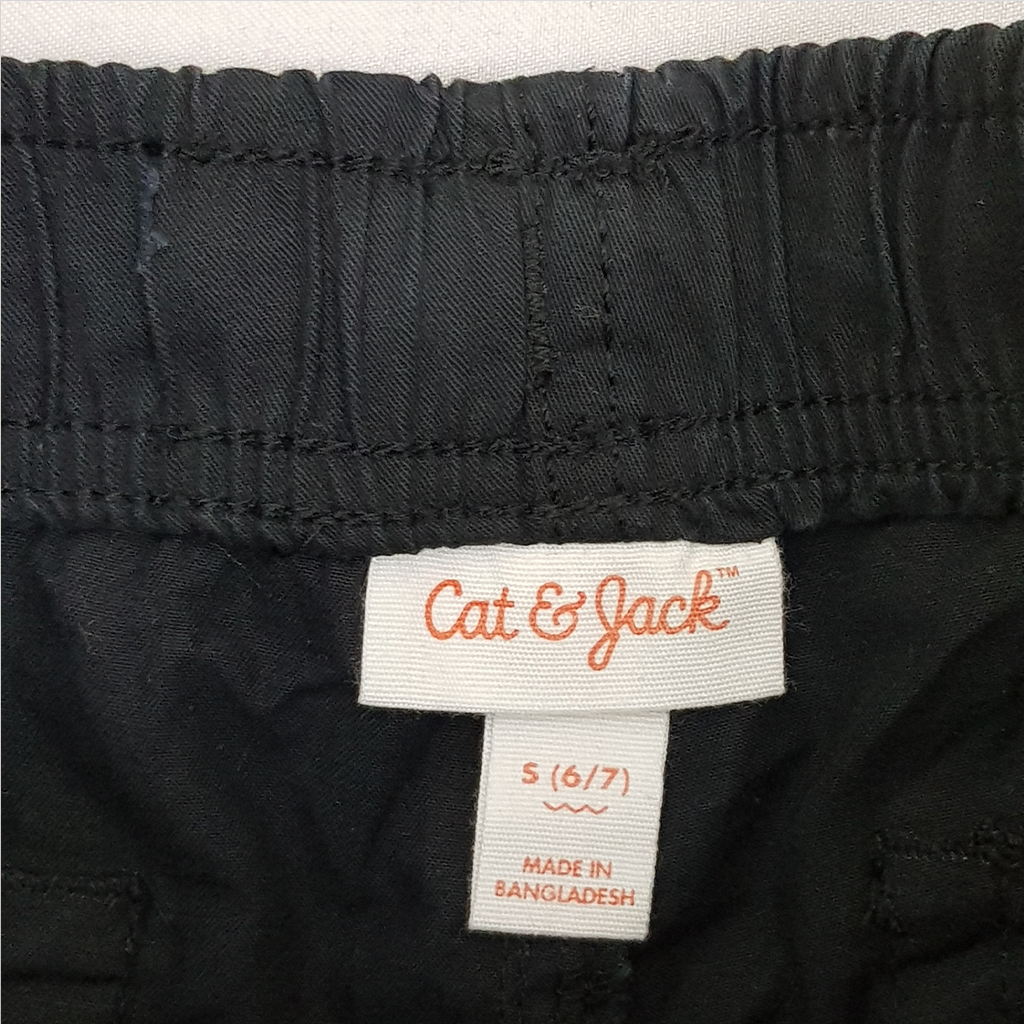 Cat & Jack™
S (6/7)
MADE IN
BANGLADESH